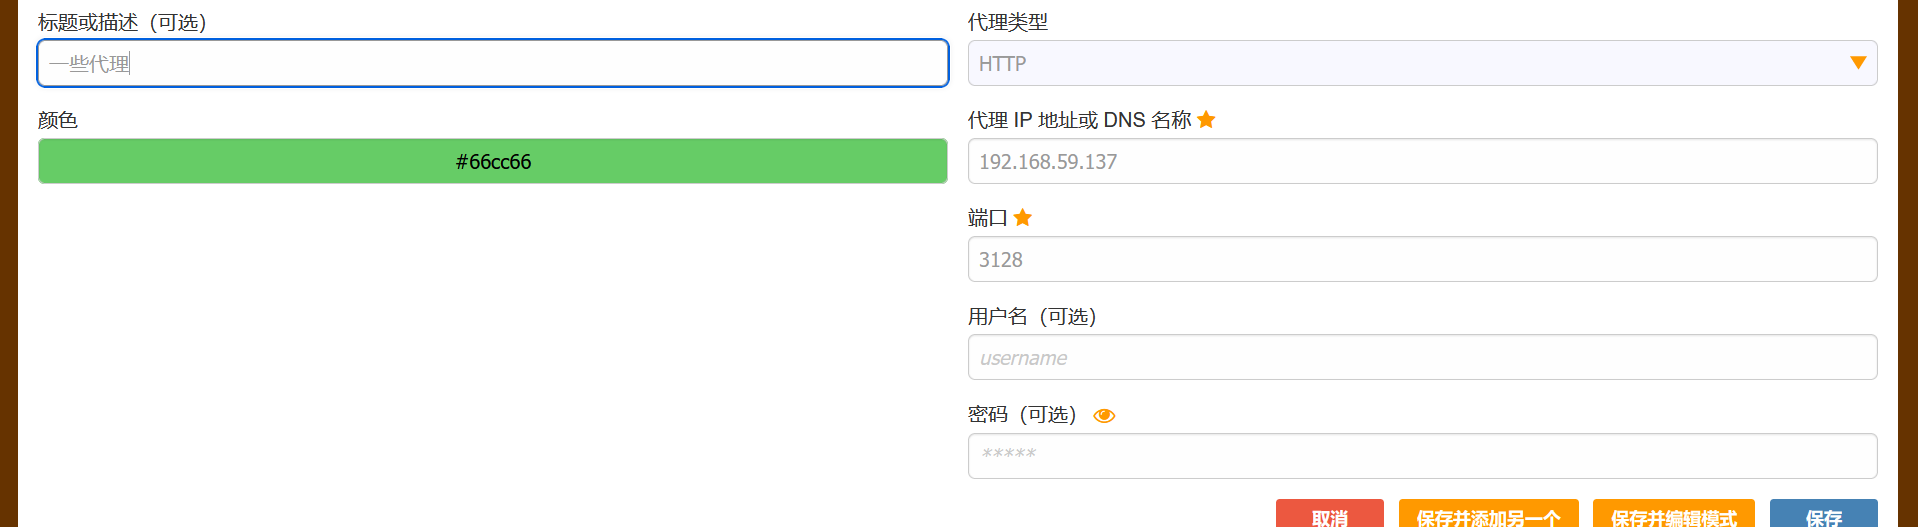 标题或描述（可选）
一些代理
颜色
#66cc66
代理类型
HTTP
代理 IP 地址或 DNS 名称
192.168.59.137
端口
3128
用户名（可选）
username
密码（可选）
*****
取消
保存并添加另一个
保存并编辑模式
保存